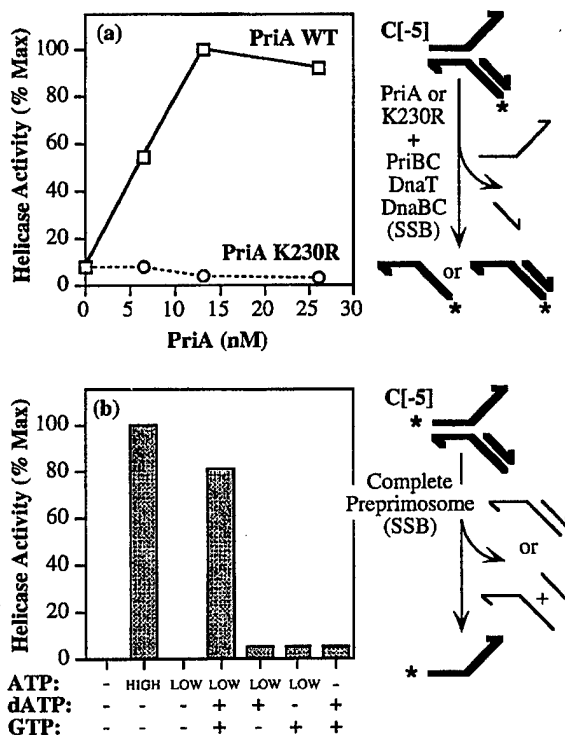 (a)
PriA WT
PriA K230R
Helicase Activity (% Max)
100
80
60
40
20
0
0 5 10 15 20 25 30
PriA (nM)
C[-5]
*
PriA or
K230R
+
PriBC
DnaT
DnaBC
(SSB)
or
* *
(b)
Helicase Activity (% Max)
100
80
60
40
20
0
ATP: - HIGH LOW LOW LOW LOW -
dATP: - - - + + - +
GTP: - - - + - + +
C[-5]
*
Complete
Preprimosome
(SSB)
or
+
*